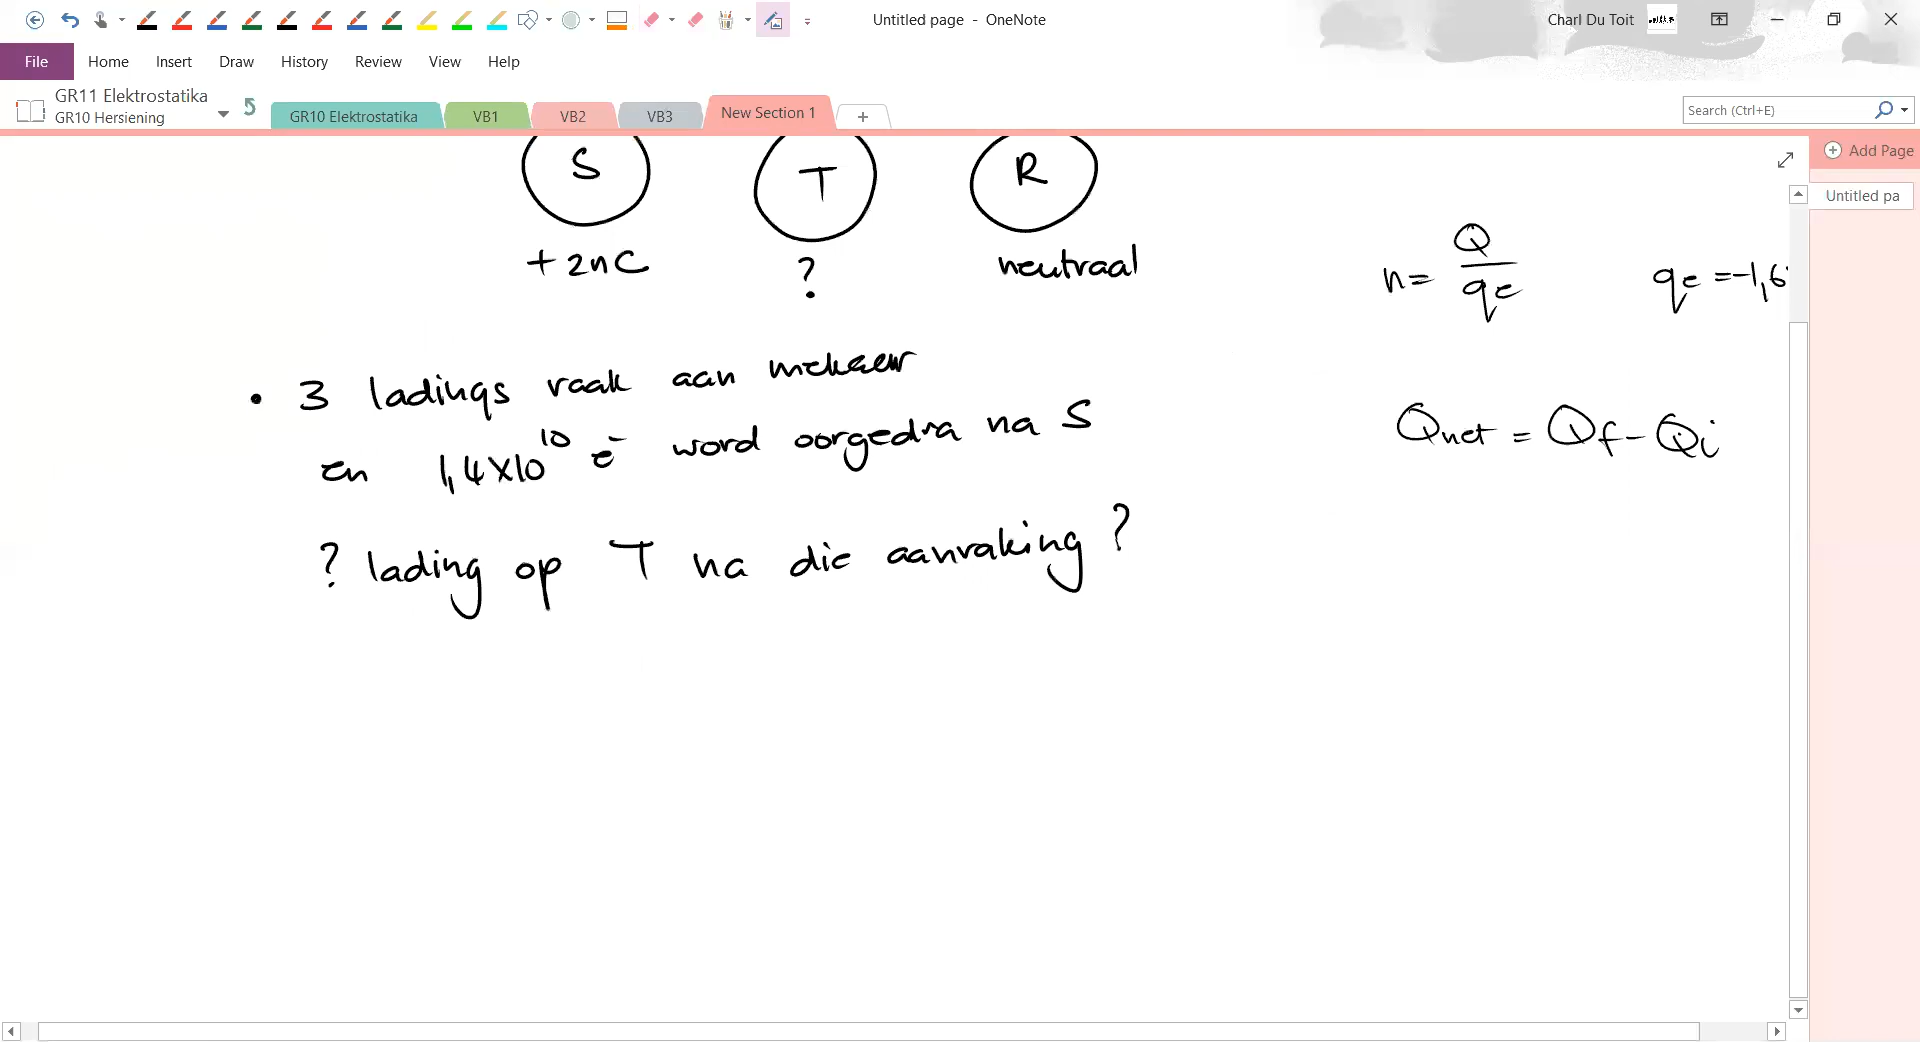 Untitled page - OneNote
Charl Du Toit
File Home Insert Draw History Review View Help
GR11 Elektrostatika
GR10 Hersiening
GR10 Elektrostatika VB1 VB2 VB3 New Section 1 +
Search (Ctrl+E)
Add Page
Untitled pa
S T R
+2nC ? neutraal
n = Q/qe qe = -1,6
• 3 ladings raak aan mekaar
en 1,4×10¹⁰ e⁻ word oorgedra na S
Qnet = Qf - Qi
? lading op T na die aanraking ?